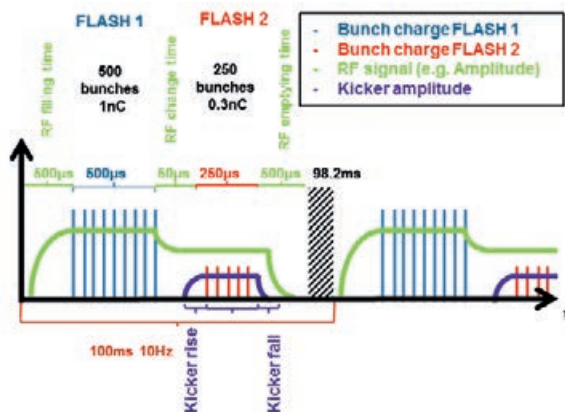 FLASH 1
FLASH 2
RF filling time
500
bunches
1nC
RF change time
250
bunches
0.3nC
RF emptying time
Bunch charge FLASH 1
Bunch charge FLASH 2
RF signal (e.g. Amplitude)
Kicker amplitude
500µs
500µs
50µs
250µs
500µs
98.2ms
t
100ms 10Hz
Kicker rise
Kicker fall